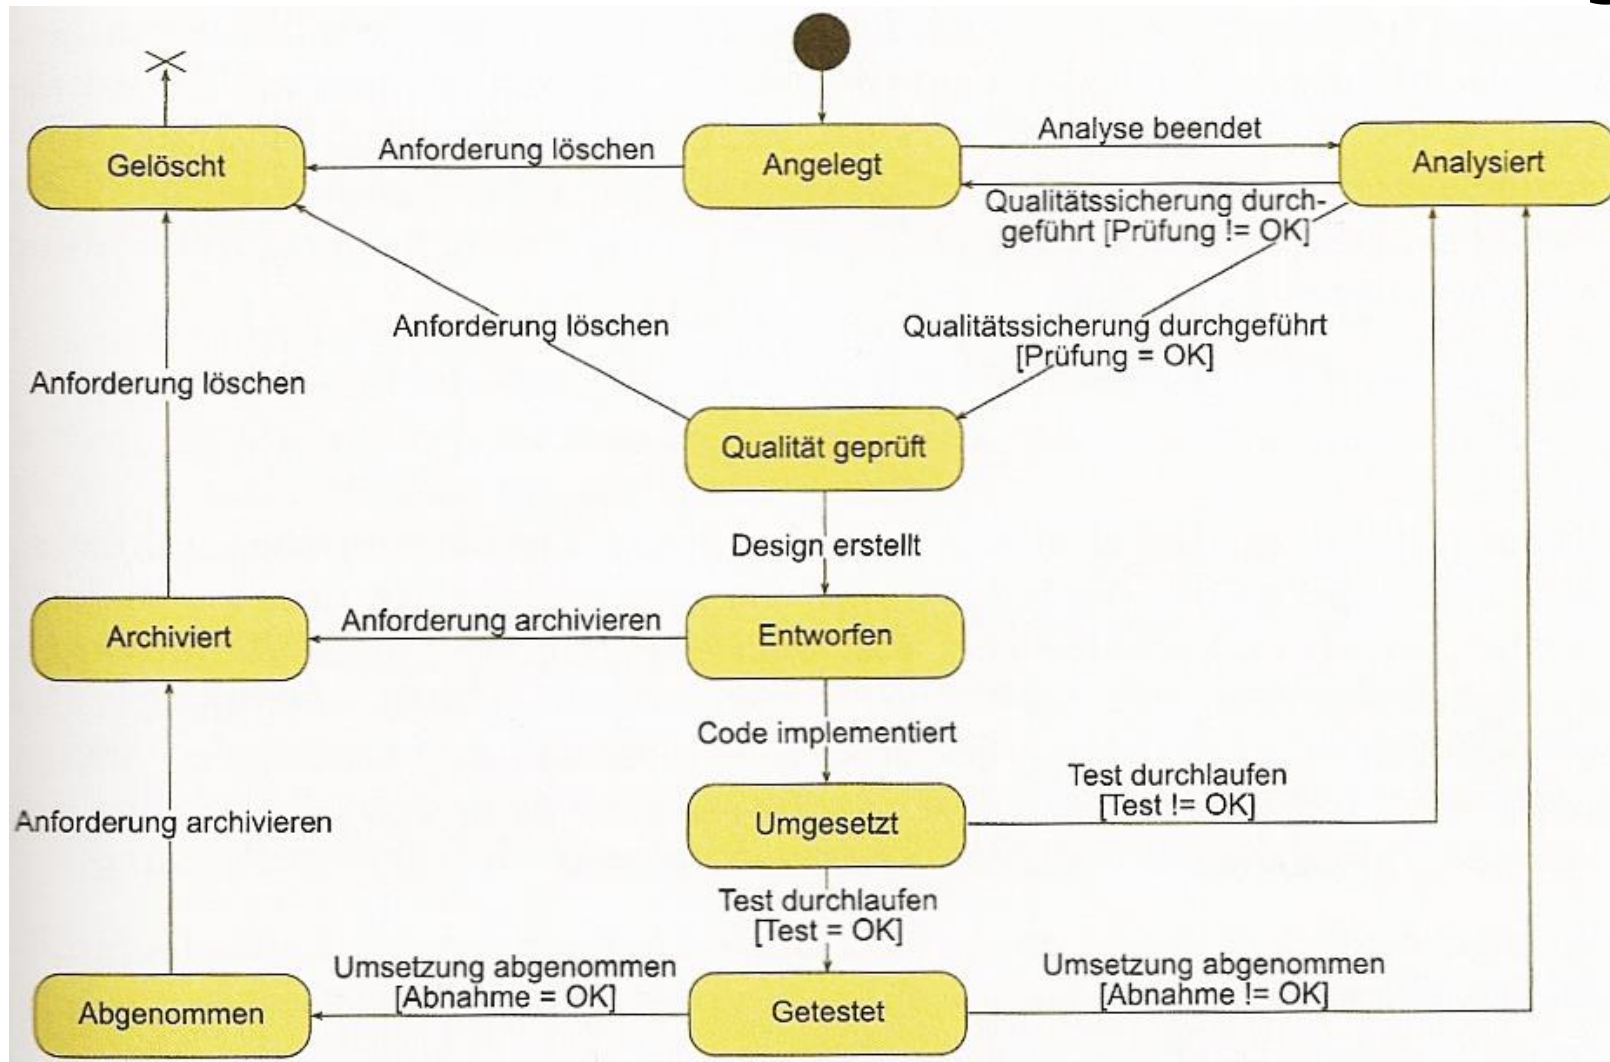 Gelöscht
Anforderung löschen
Angelegt
Analyse beendet
Analysiert
Qualitätssicherung durch-
geführt [Prüfung != OK]
Anforderung löschen
Qualitätssicherung durchgeführt
[Prüfung = OK]
Anforderung löschen
Qualität geprüft
Design erstellt
Archiviert
Anforderung archivieren
Entworfen
Code implementiert
Anforderung archivieren
Umgesetzt
Test durchlaufen
[Test != OK]
Test durchlaufen
[Test = OK]
Abgenommen
Umsetzung abgenommen
[Abnahme = OK]
Getestet
Umsetzung abgenommen
[Abnahme != OK]